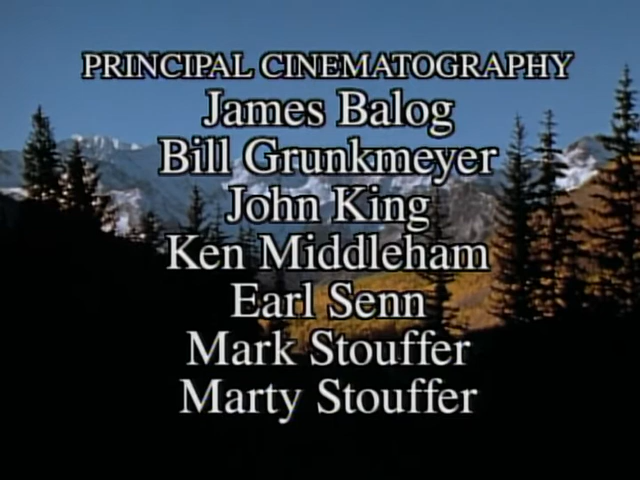 PRINCIPAL CINEMATOGRAPHY
James Balog
Bill Grunkmeyer
John King
Ken Middleham
Earl Senn
Mark Stouffer
Marty Stouffer